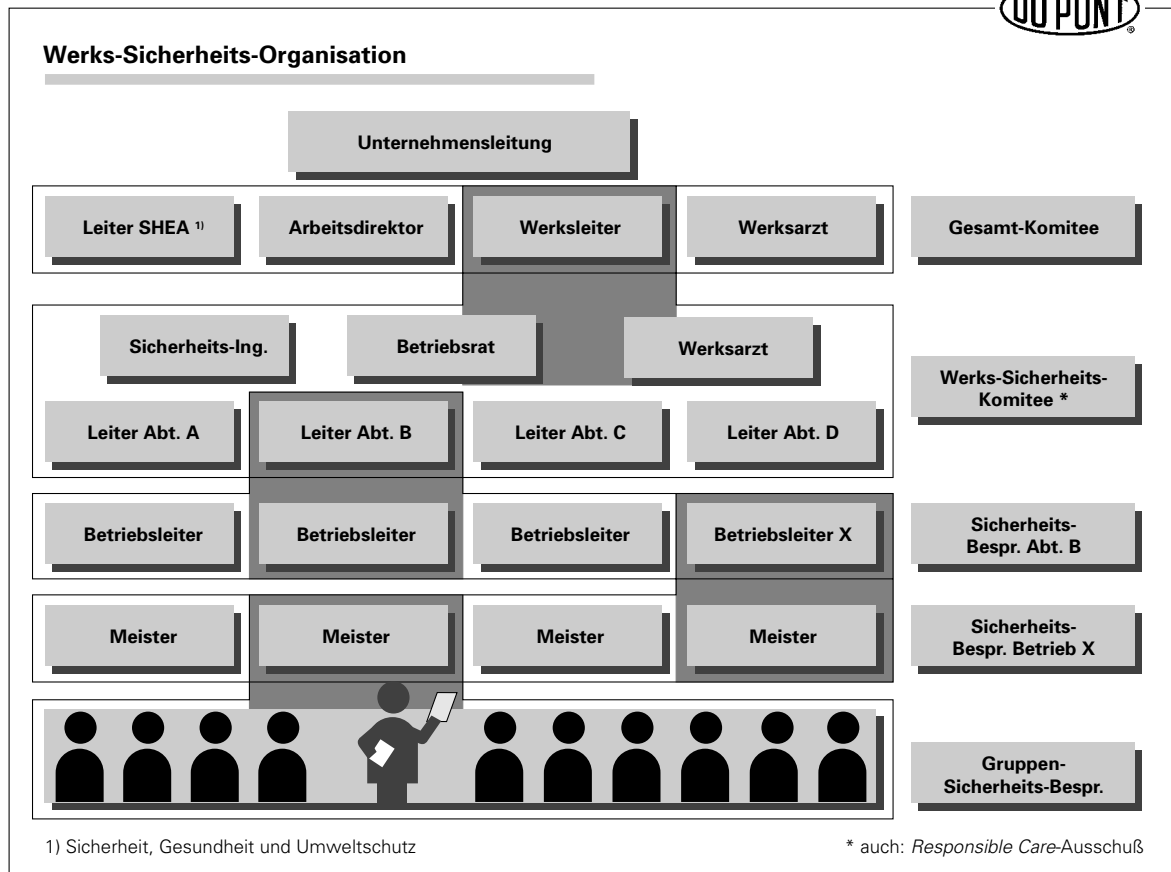 DU PONT
®
Werks-Sicherheits-Organisation
Unternehmensleitung
Leiter SHEA 1)
Arbeitsdirektor
Werksleiter
Werksarzt
Gesamt-Komitee
Sicherheits-Ing.
Betriebsrat
Werksarzt
Werks-Sicherheits-
Komitee *
Leiter Abt. A
Leiter Abt. B
Leiter Abt. C
Leiter Abt. D
Betriebsleiter
Betriebsleiter
Betriebsleiter
Betriebsleiter X
Sicherheits-
Bespr. Abt. B
Meister
Meister
Meister
Meister
Sicherheits-
Bespr. Betrieb X
Gruppen-
Sicherheits-Bespr.
1) Sicherheit, Gesundheit und Umweltschutz
* auch: Responsible Care-Ausschuß